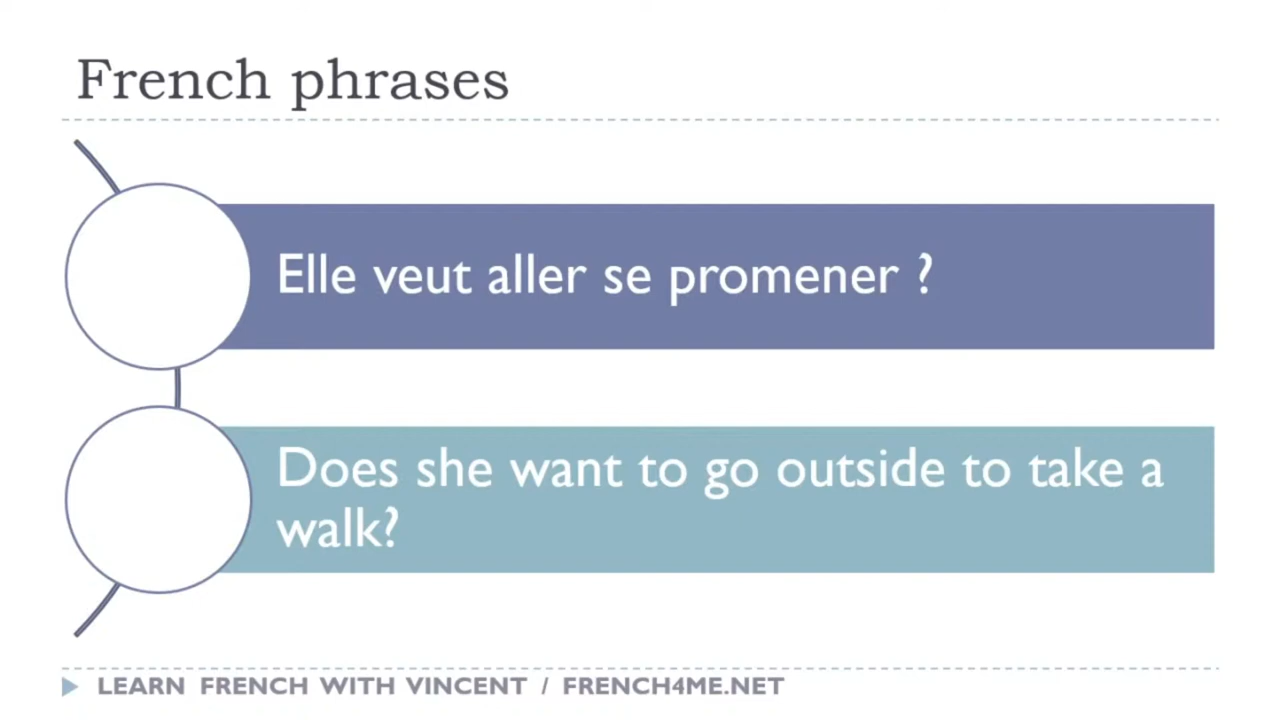 French phrases
Elle veut aller se promener ?
Does she want to go outside to take a
walk?
LEARN FRENCH WITH VINCENT / FRENCH4ME.NET